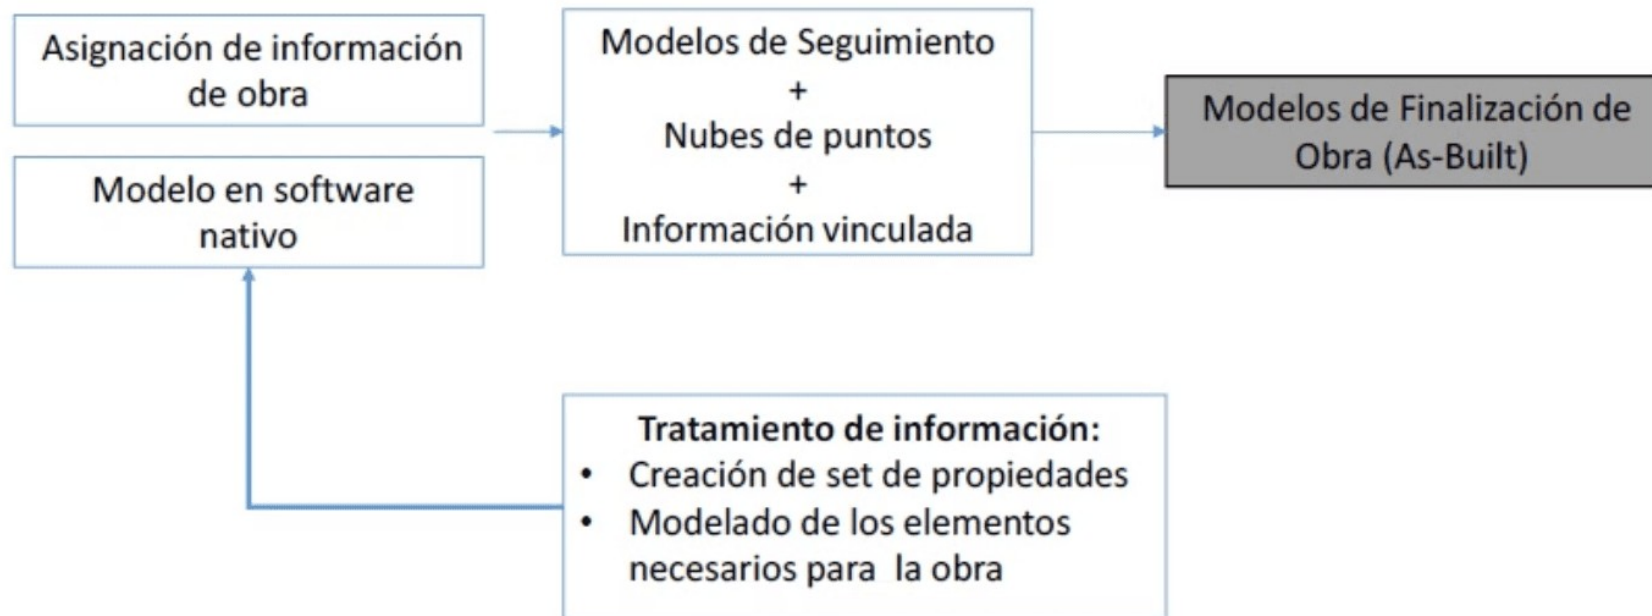 Asignación de información
de obra
Modelo en software
nativo
Modelos de Seguimiento
+
Nubes de puntos
+
Información vinculada
Modelos de Finalización de
Obra (As-Built)
Tratamiento de información:
• Creación de set de propiedades
• Modelado de los elementos
necesarios para la obra